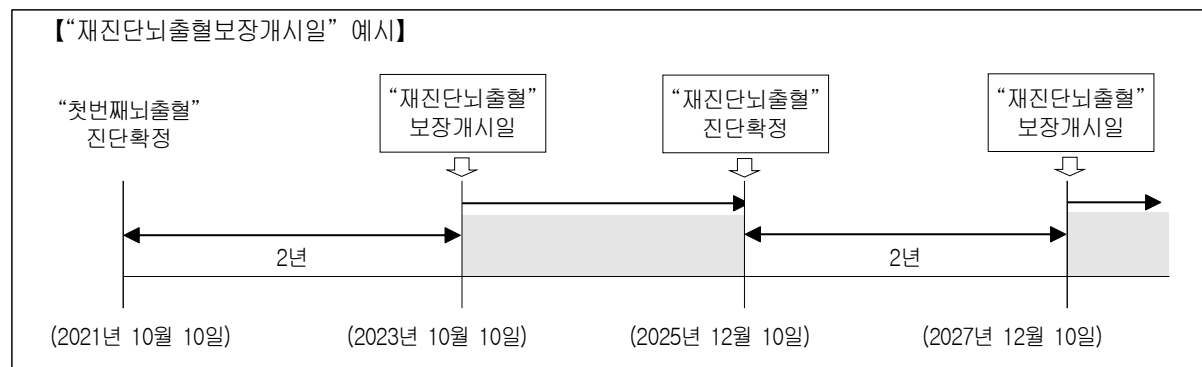 【“재진단뇌출혈보장개시일” 예시】
“첫번째뇌출혈”
진단확정
“재진단뇌출혈”
보장개시일
“재진단뇌출혈”
진단확정
“재진단뇌출혈”
보장개시일
2년
2년
(2021년 10월 10일)
(2023년 10월 10일)
(2025년 12월 10일)
(2027년 12월 10일)